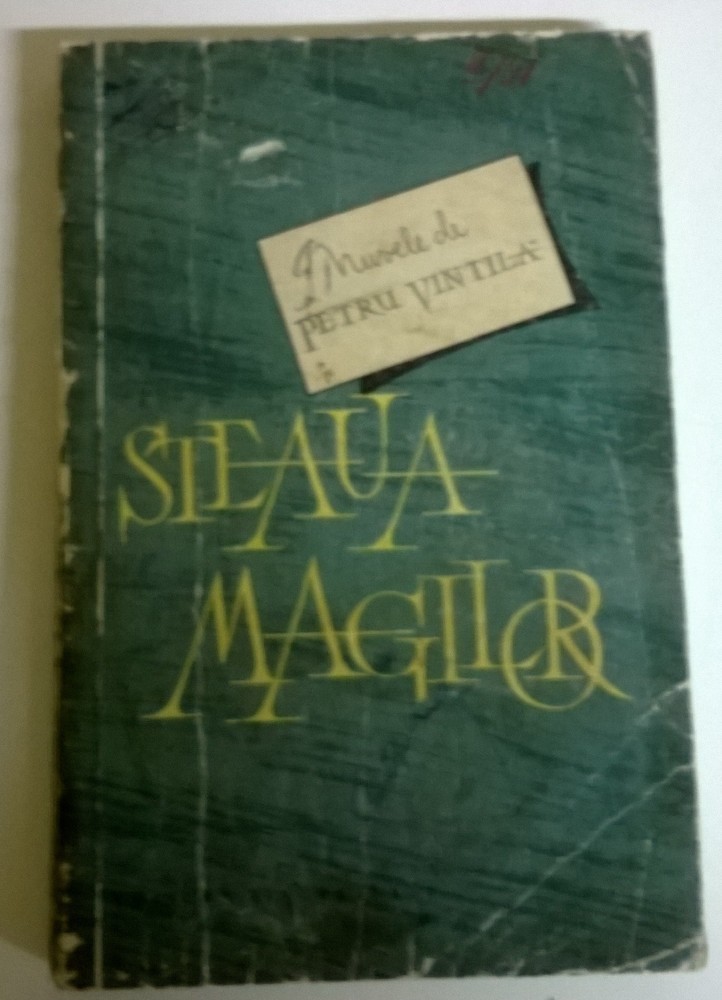 Nuvele de
PETRU VINTILĂ
STEAUA
MAGILOR